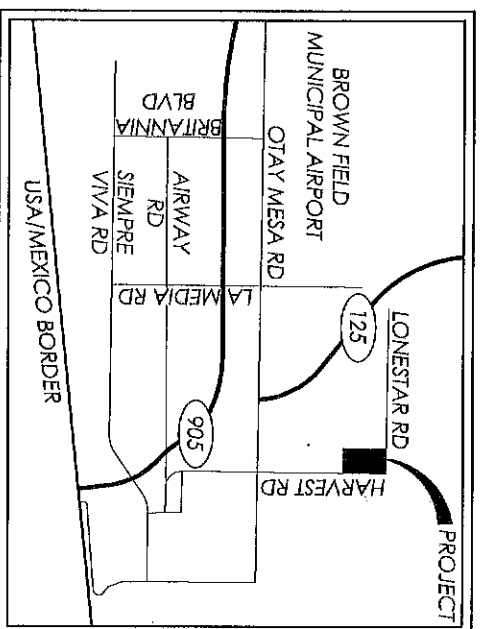 BROWN FIELD
MUNICIPAL AIRPORT
OTAY MESA RD
BRITANNIA
BLVD
AIRWAY
RD
SIEMPRE
VIVA RD
LA MEDIA RD
USA/MEXICO BORDER
905
125
LONESTAR RD
HARVEST RD
PROJECT